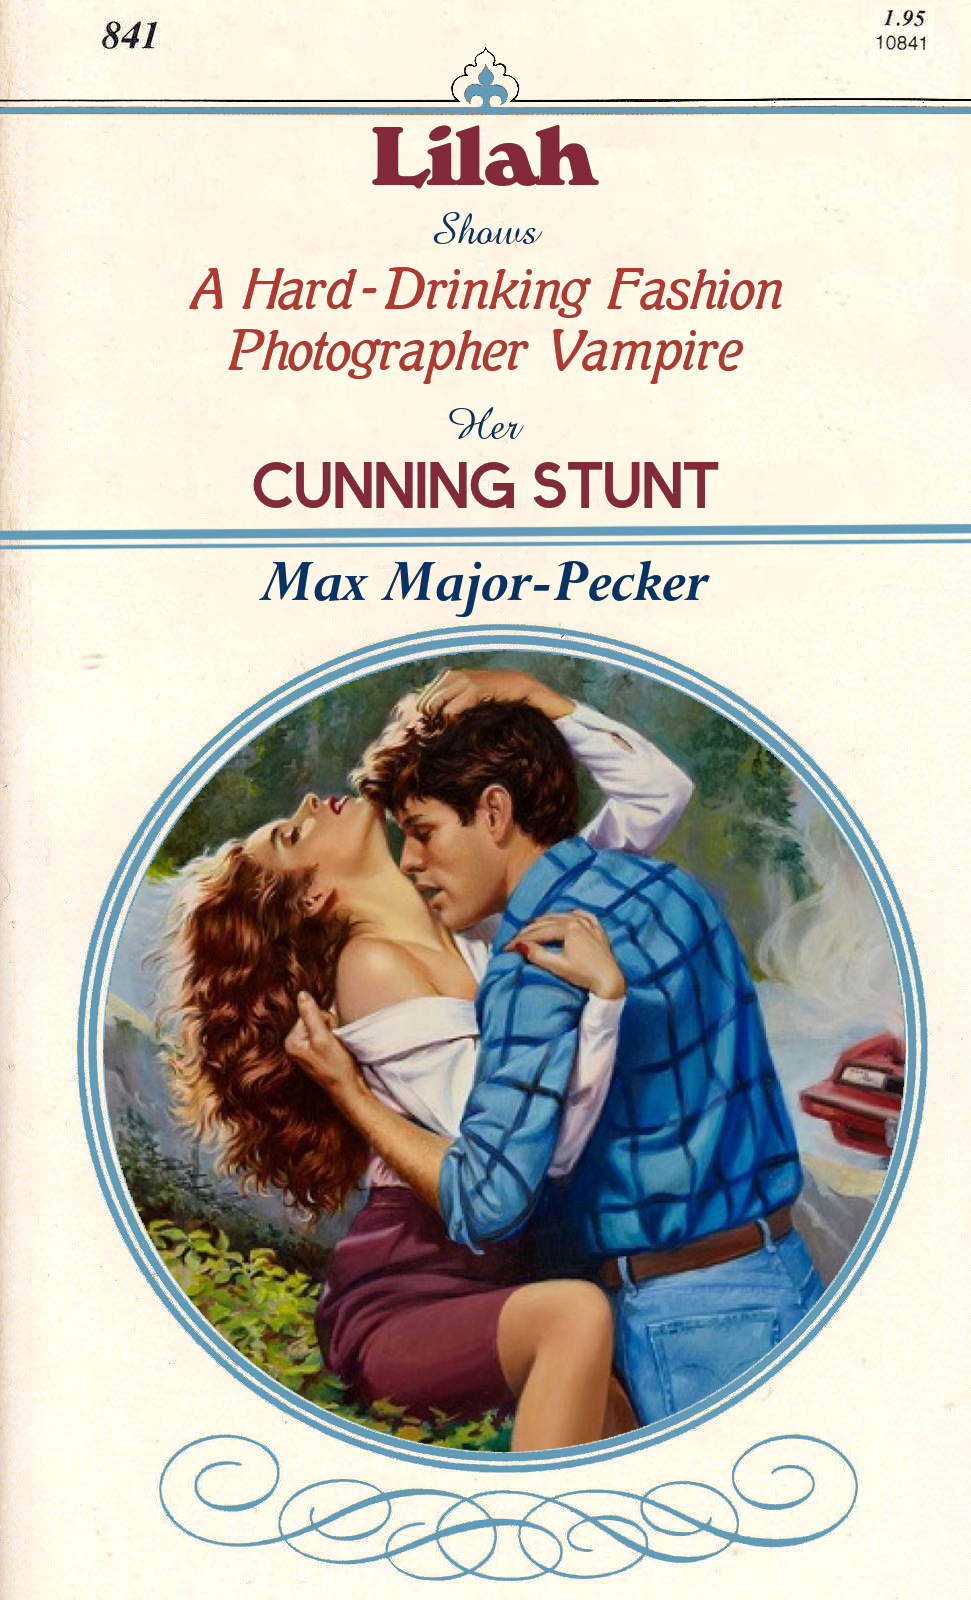 841
1.95
10841
Lilah
Shows
A Hard-Drinking Fashion
Photographer Vampire
Her
CUNNING STUNT
Max Major-Pecker